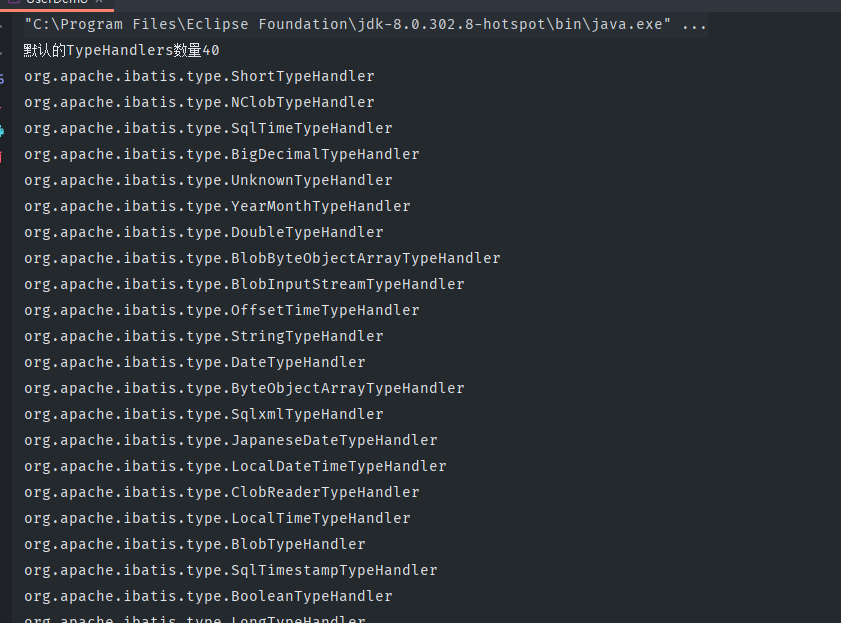 UserDemo ×
"C:\Program Files\Eclipse Foundation\jdk-8.0.302.8-hotspot\bin\java.exe" ...
默认的TypeHandlers数量40
org.apache.ibatis.type.ShortTypeHandler
org.apache.ibatis.type.NClobTypeHandler
org.apache.ibatis.type.SqlTimeTypeHandler
org.apache.ibatis.type.BigDecimalTypeHandler
org.apache.ibatis.type.UnknownTypeHandler
org.apache.ibatis.type.YearMonthTypeHandler
org.apache.ibatis.type.DoubleTypeHandler
org.apache.ibatis.type.BlobByteObjectArrayTypeHandler
org.apache.ibatis.type.BlobInputStreamTypeHandler
org.apache.ibatis.type.OffsetTimeTypeHandler
org.apache.ibatis.type.StringTypeHandler
org.apache.ibatis.type.DateTypeHandler
org.apache.ibatis.type.ByteObjectArrayTypeHandler
org.apache.ibatis.type.SqlxmlTypeHandler
org.apache.ibatis.type.JapaneseDateTypeHandler
org.apache.ibatis.type.LocalDateTimeTypeHandler
org.apache.ibatis.type.ClobReaderTypeHandler
org.apache.ibatis.type.LocalTimeTypeHandler
org.apache.ibatis.type.BlobTypeHandler
org.apache.ibatis.type.SqlTimestampTypeHandler
org.apache.ibatis.type.BooleanTypeHandler
org.apache.ibatis.type.LongTypeHandler